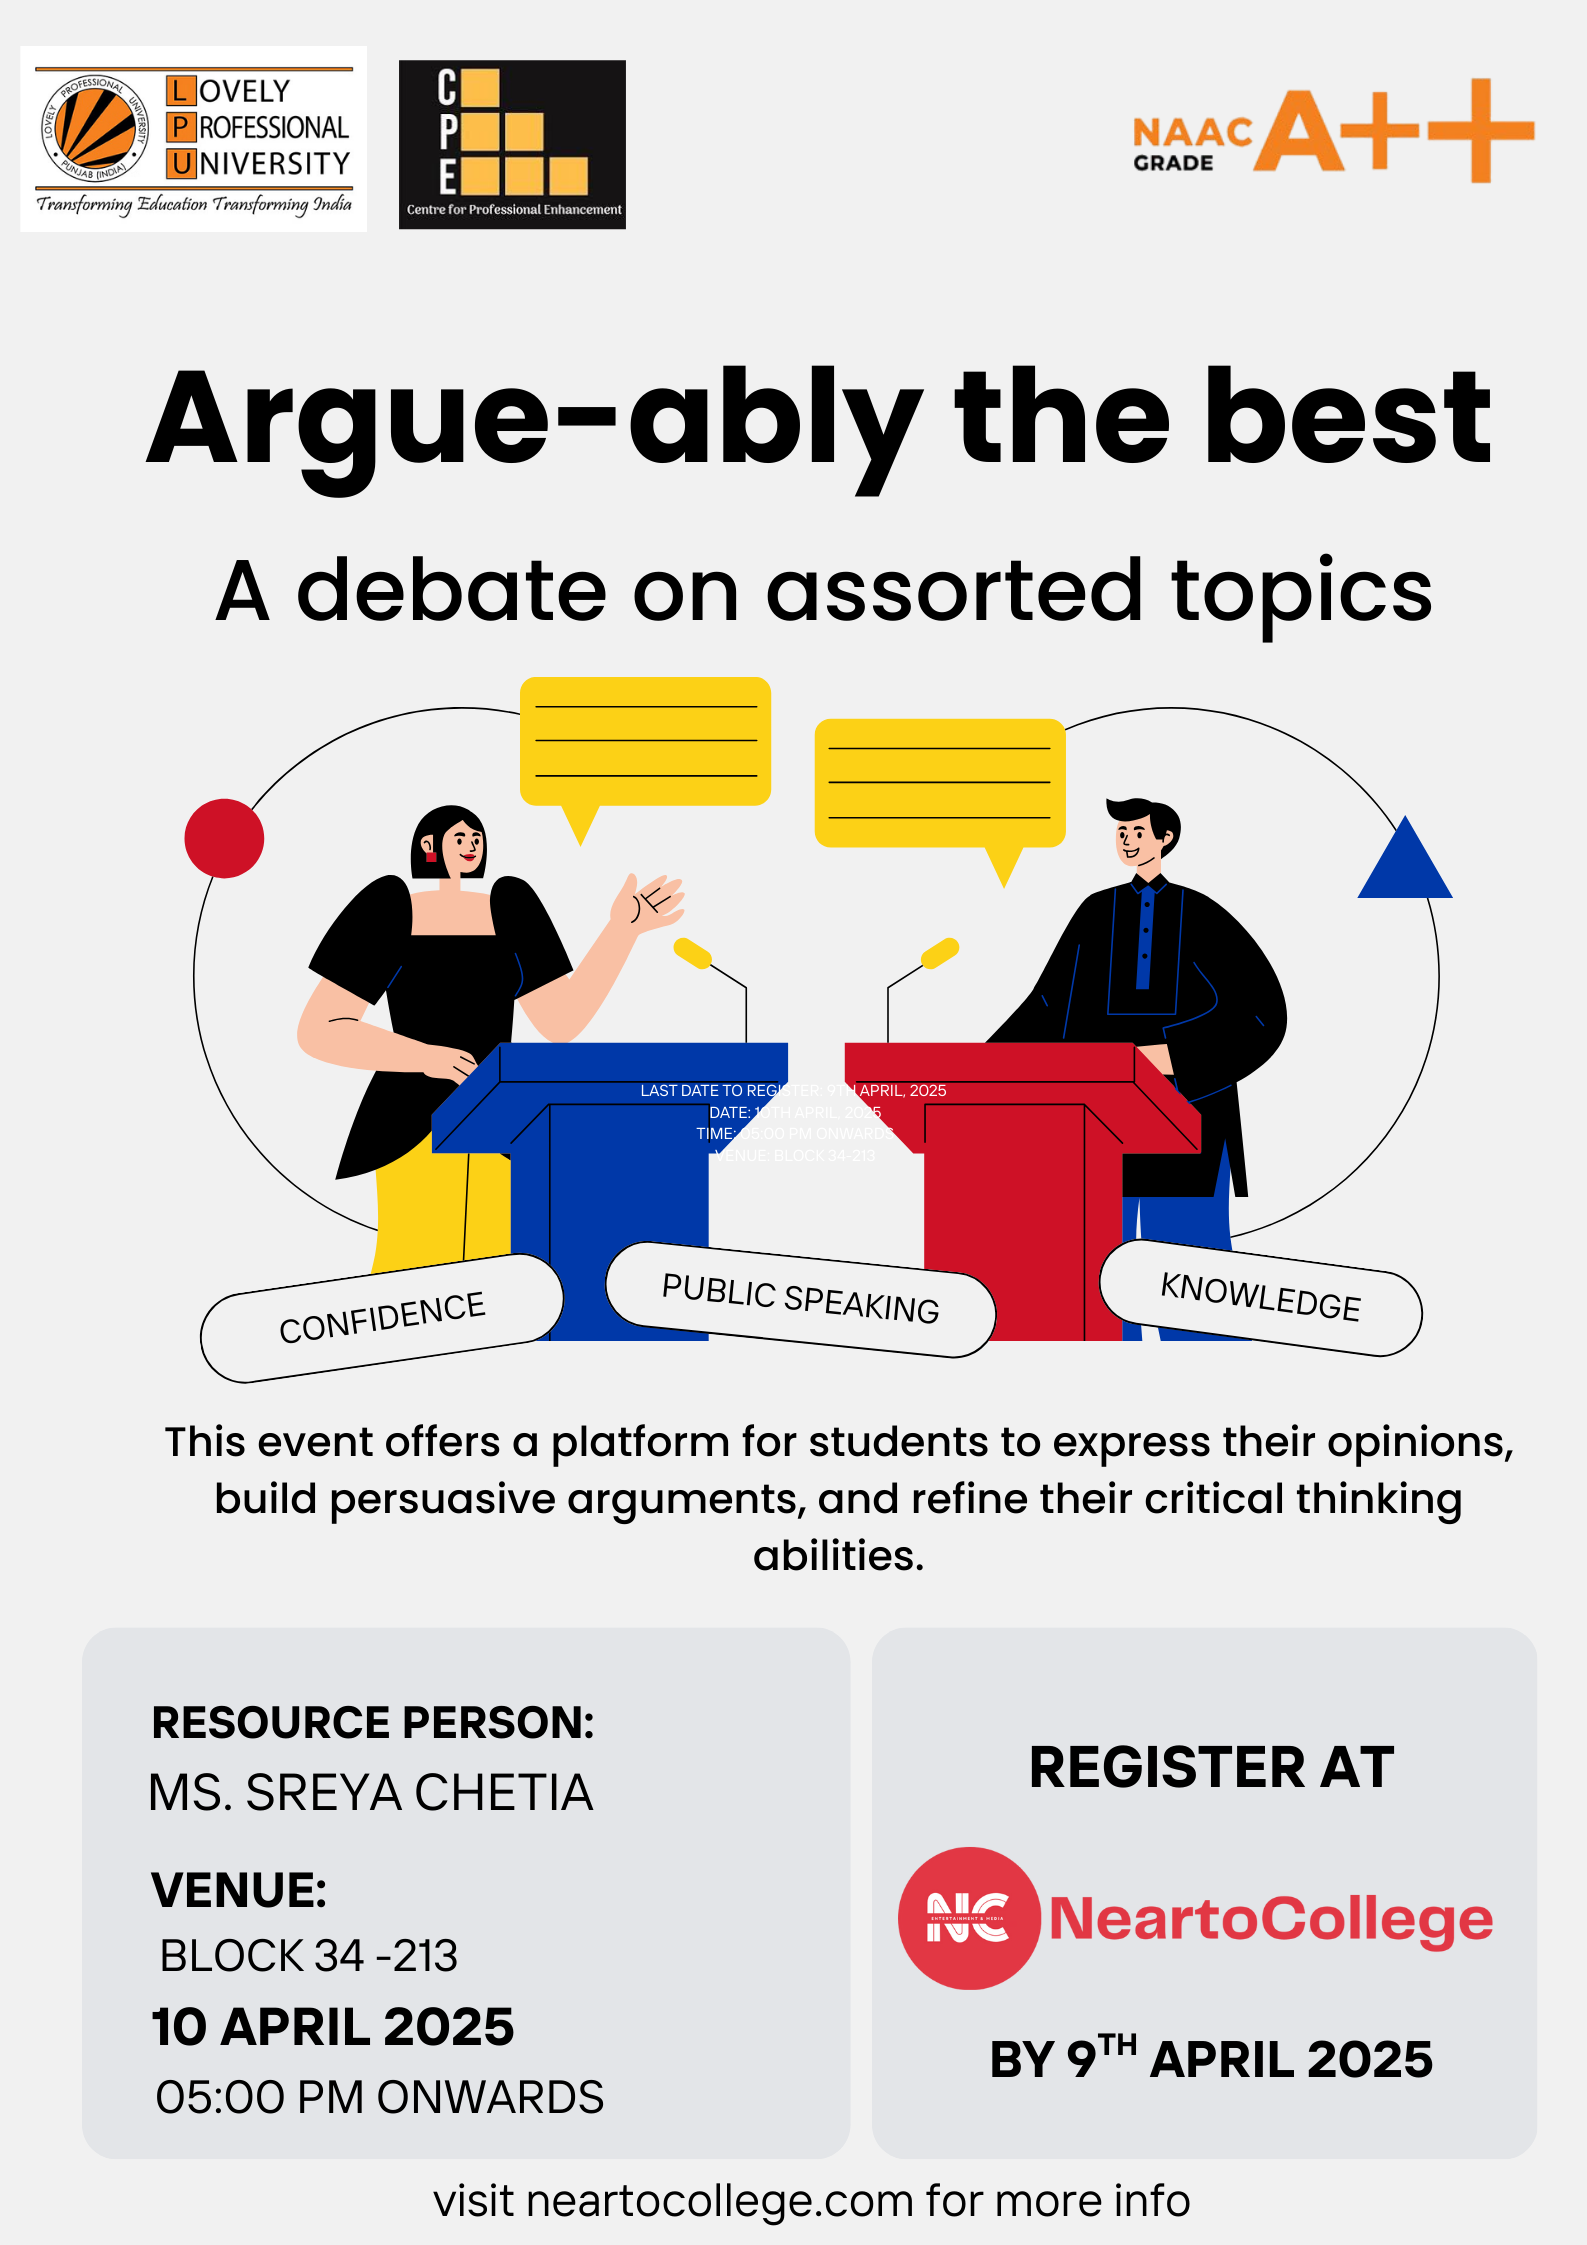 LOVELY
PROFESSIONAL
UNIVERSITY
LOVELY PROFESSIONAL UNIVERSITY
PUNJAB (INDIA)
Transforming Education Transforming India
CPE
Centre for Professional Enhancement
NAAC
GRADE
A++
Argue-ably the best
A debate on assorted topics
LAST DATE TO REGISTER: 9TH APRIL, 2025
DATE: 10TH APRIL, 2025
TIME: 05:00 PM ONWARDS
VENUE: BLOCK 34-213
CONFIDENCE
PUBLIC SPEAKING
KNOWLEDGE
This event offers a platform for students to express their opinions,
build persuasive arguments, and refine their critical thinking
abilities.
RESOURCE PERSON:
MS. SREYA CHETIA
VENUE:
BLOCK 34 -213
10 APRIL 2025
05:00 PM ONWARDS
REGISTER AT
NC
ENTERTAINMENT & MEDIA
NeartoCollege
BY 9TH APRIL 2025
visit neartocollege.com for more info